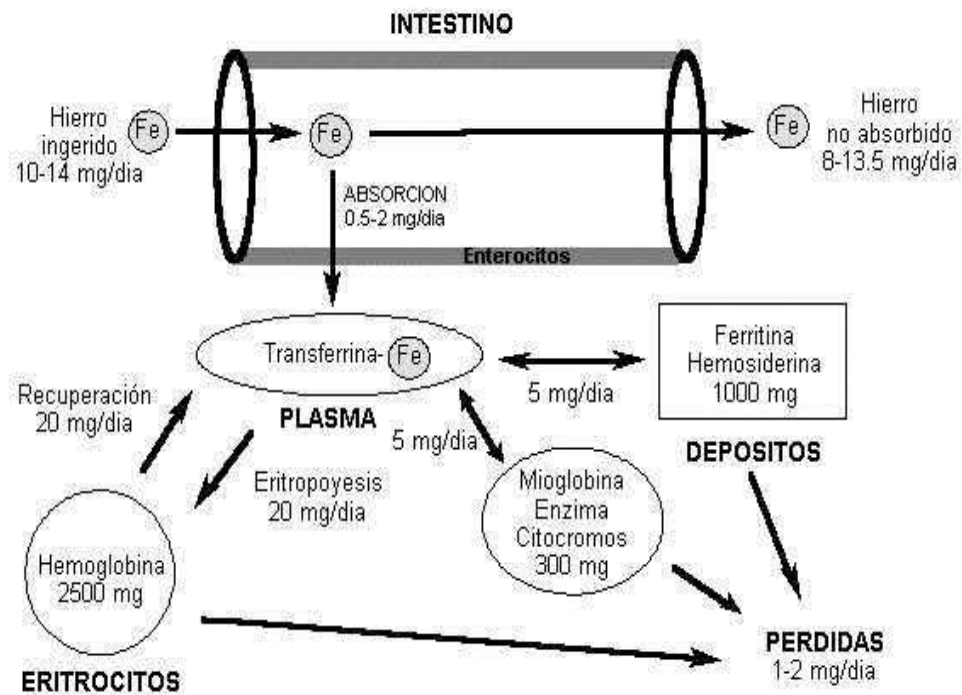 INTESTINO
Hierro
ingerido
10-14 mg/dia
Fe
Fe
Fe
Hierro
no absorbido
8-13.5 mg/dia
ABSORCION
0.5-2 mg/dia
Enterocitos
Transferrina-
Fe
PLASMA
Ferritina
Hemosiderina
1000 mg
DEPOSITOS
5 mg/dia
Recuperación
20 mg/dia
5 mg/dia
Eritropoyesis
20 mg/dia
Mioglobina
Enzima
Citocromos
300 mg
Hemoglobina
2500 mg
ERITROCITOS
PERDIDAS
1-2 mg/dia